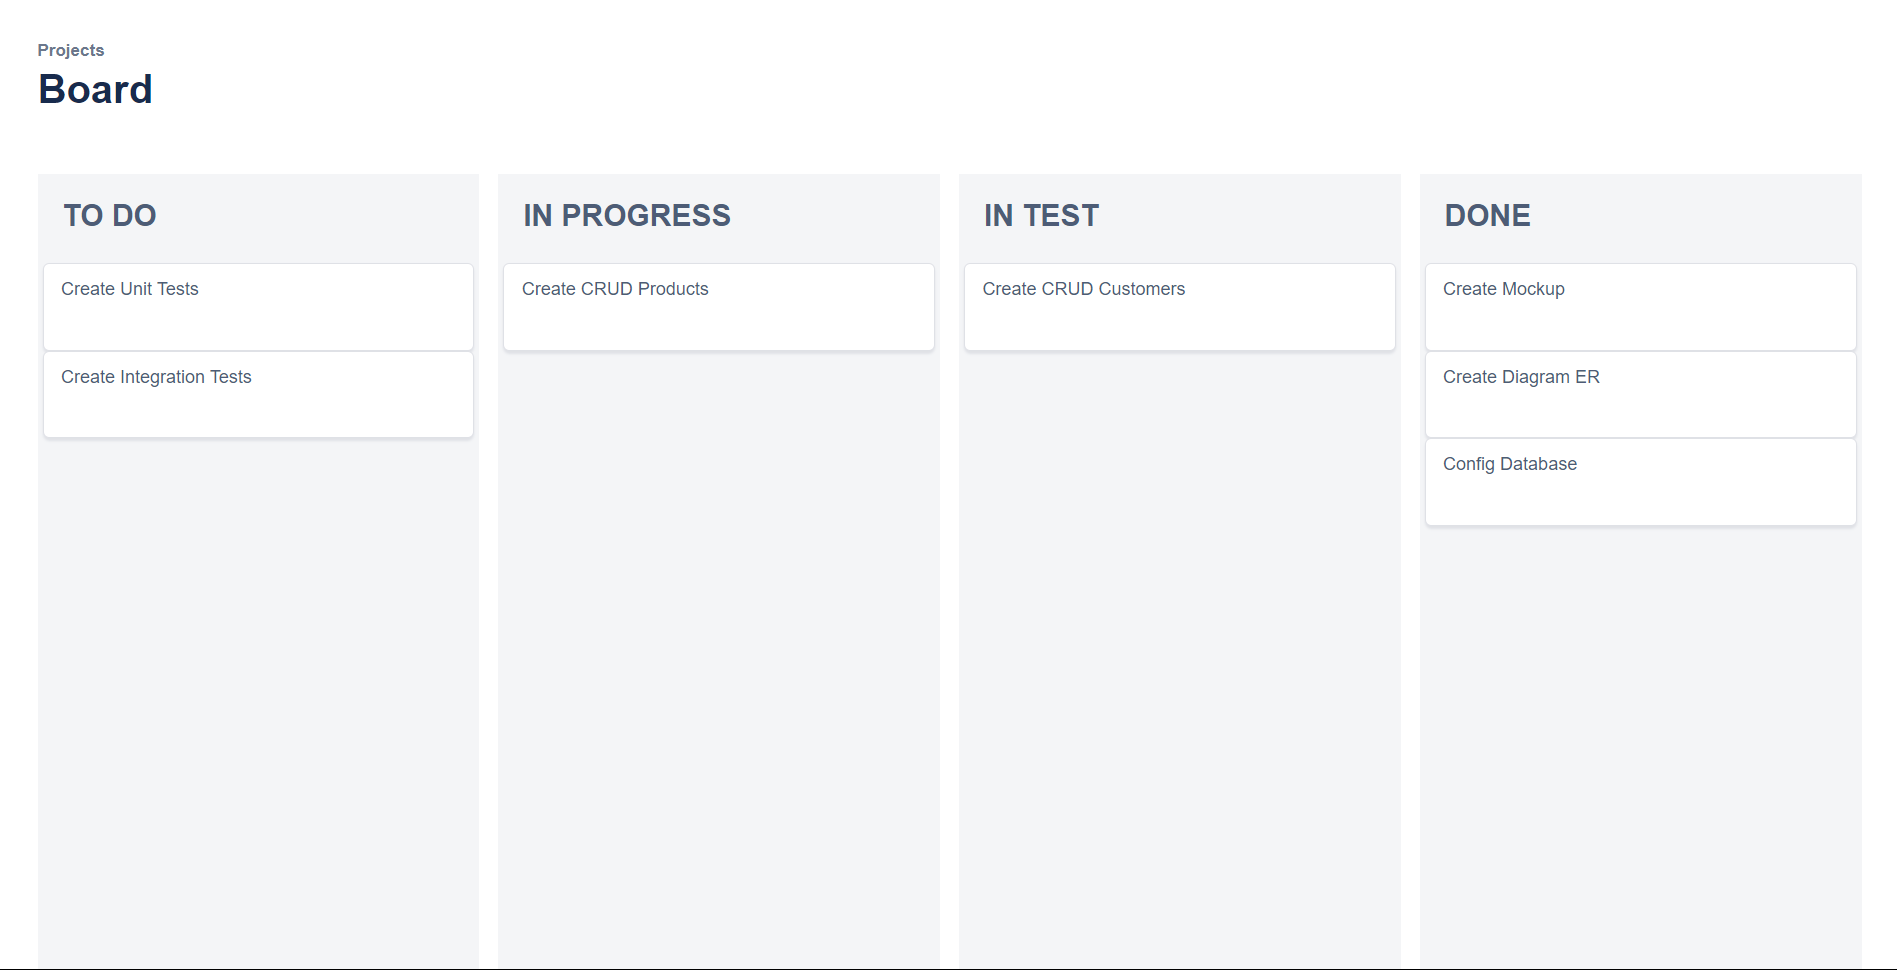 Projects
Board
TO DO
Create Unit Tests
Create Integration Tests
IN PROGRESS
Create CRUD Products
IN TEST
Create CRUD Customers
DONE
Create Mockup
Create Diagram ER
Config Database